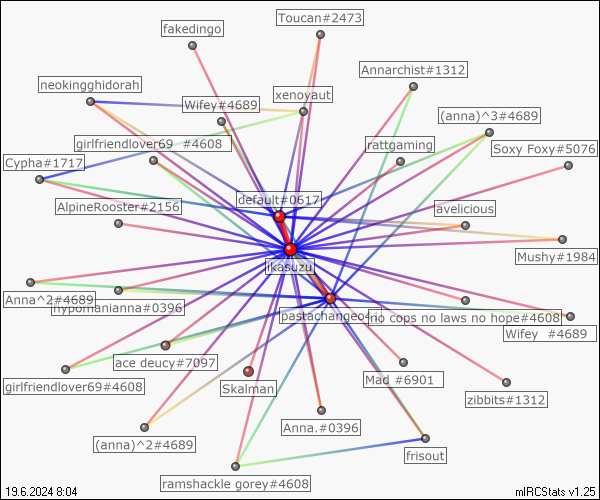 Toucan#2473
fakedingo
Annarchist#1312
neokingghidorah
xenoyaut
Wifey#4689
(anna)^3#4689
girlfriendlover69 #4608
rattgaming
Soxy Foxy#5076
Cypha#1717
default#0617
AlpineRooster#2156
avelicious
Mushy#1984
jkasuzu
Anna^2#4689
hypomanianna#0396
pastachangeo4
no cops no laws no hope#4608
Wifey #4689
ace deucy#7097
girlfriendlover69#4608
Skalman
Mad #6901
zibbits#1312
Anna.#0396
(anna)^2#4689
frisout
ramshackle gorey#4608
19.6.2024 8:04
mIRCStats v1.25